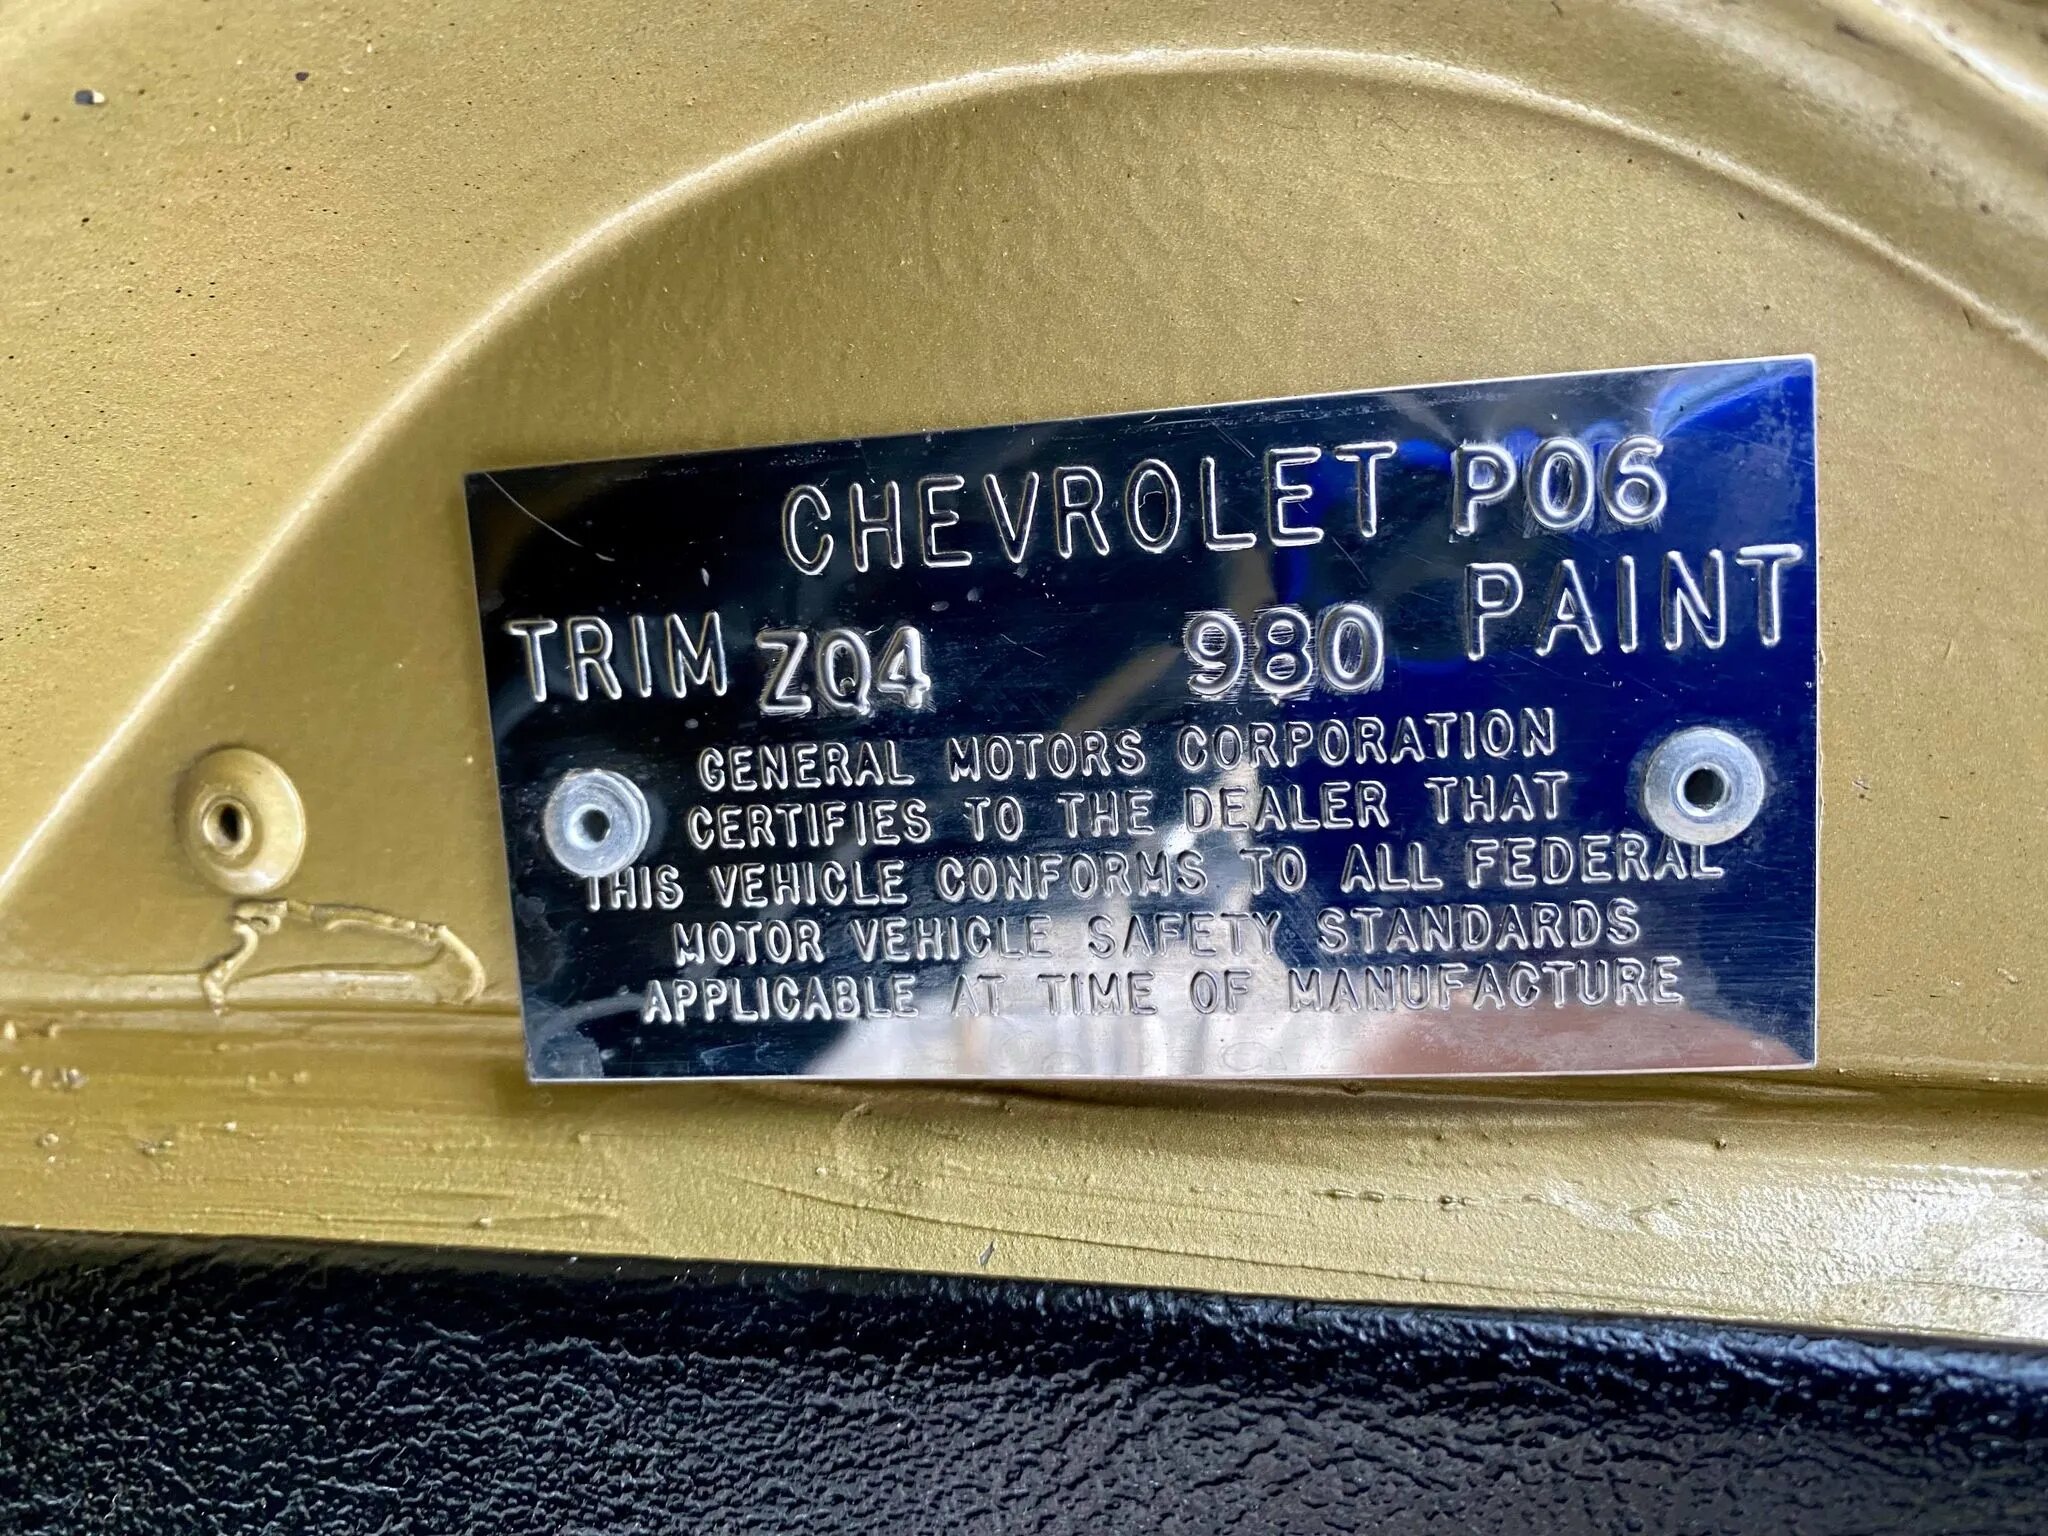 CHEVROLET P06
TRIM ZQ4 980 PAINT
GENERAL MOTORS CORPORATION
CERTIFIES TO THE DEALER THAT
THIS VEHICLE CONFORMS TO ALL FEDERAL
MOTOR VEHICLE SAFETY STANDARDS
APPLICABLE AT TIME OF MANUFACTURE